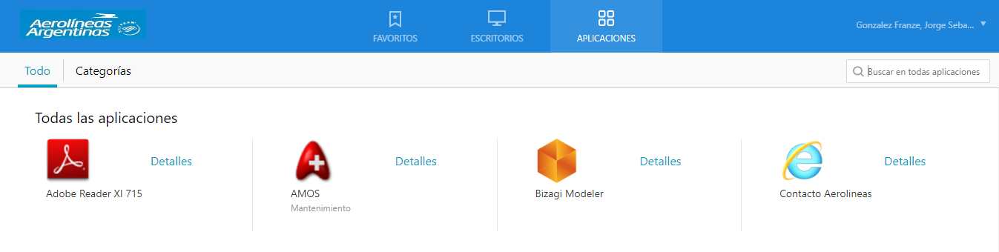 Aerolíneas
Argentinas
SKYTEAM
FAVORITOS
ESCRITORIOS
APLICACIONES
Gonzalez Franze, Jorge Seba...
Todo
Categorías
Buscar en todas aplicaciones
Todas las aplicaciones
Detalles
Detalles
Detalles
Detalles
Adobe Reader XI 715
AMOS
Bizagi Modeler
Contacto Aerolineas
Mantenimiento